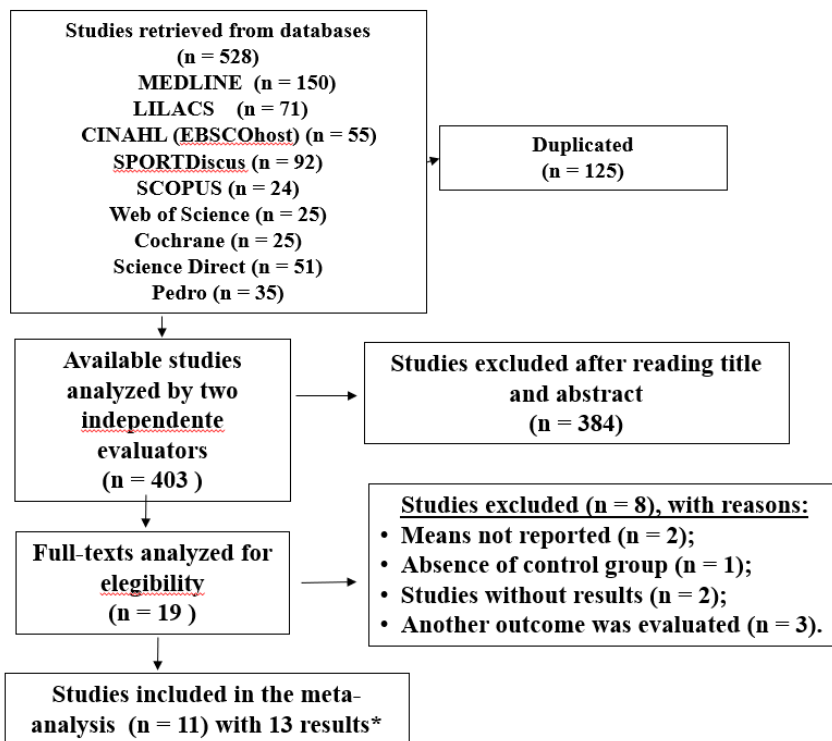 Studies retrieved from databases
(n = 528)
MEDLINE (n = 150)
LILACS (n = 71)
CINAHL (EBSCOhost) (n = 55)
SPORTDiscus (n = 92)
SCOPUS (n = 24)
Web of Science (n = 25)
Cochrane (n = 25)
Science Direct (n = 51)
Pedro (n = 35)
Duplicated
(n = 125)
Available studies
analyzed by two
independente
evaluators
(n = 403 )
Studies excluded after reading title
and abstract
(n = 384)
Full-texts analyzed for
elegibility
(n = 19 )
Studies excluded (n = 8), with reasons:
• Means not reported (n = 2);
• Absence of control group (n = 1);
• Studies without results (n = 2);
• Another outcome was evaluated (n = 3).
Studies included in the meta-
analysis (n = 11) with 13 results*